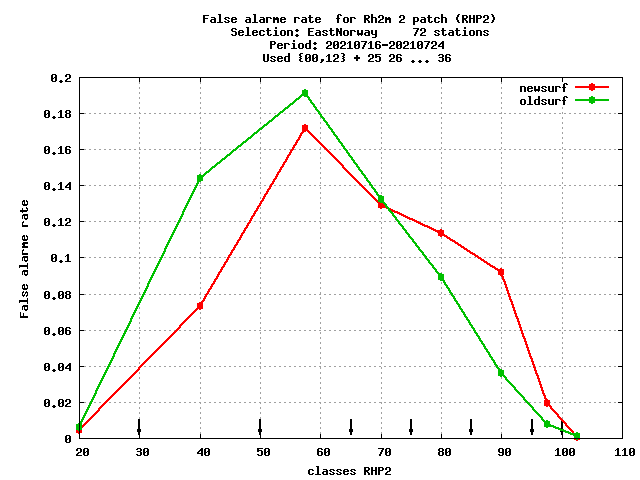 False alarme rate  for Rh2m 2 patch (RHP2)
Selection: EastNorway     72 stations
Period: 20210716-20210724
Used {00,12} + 25 26 ... 36
newsurf
oldsurf
0,2
0,18
0,16
0,14
0,12
0,1
0,08
0,06
0,04
0,02
0
False alarme rate
20 30 40 50 60 70 80 90 100 110
classes RHP2